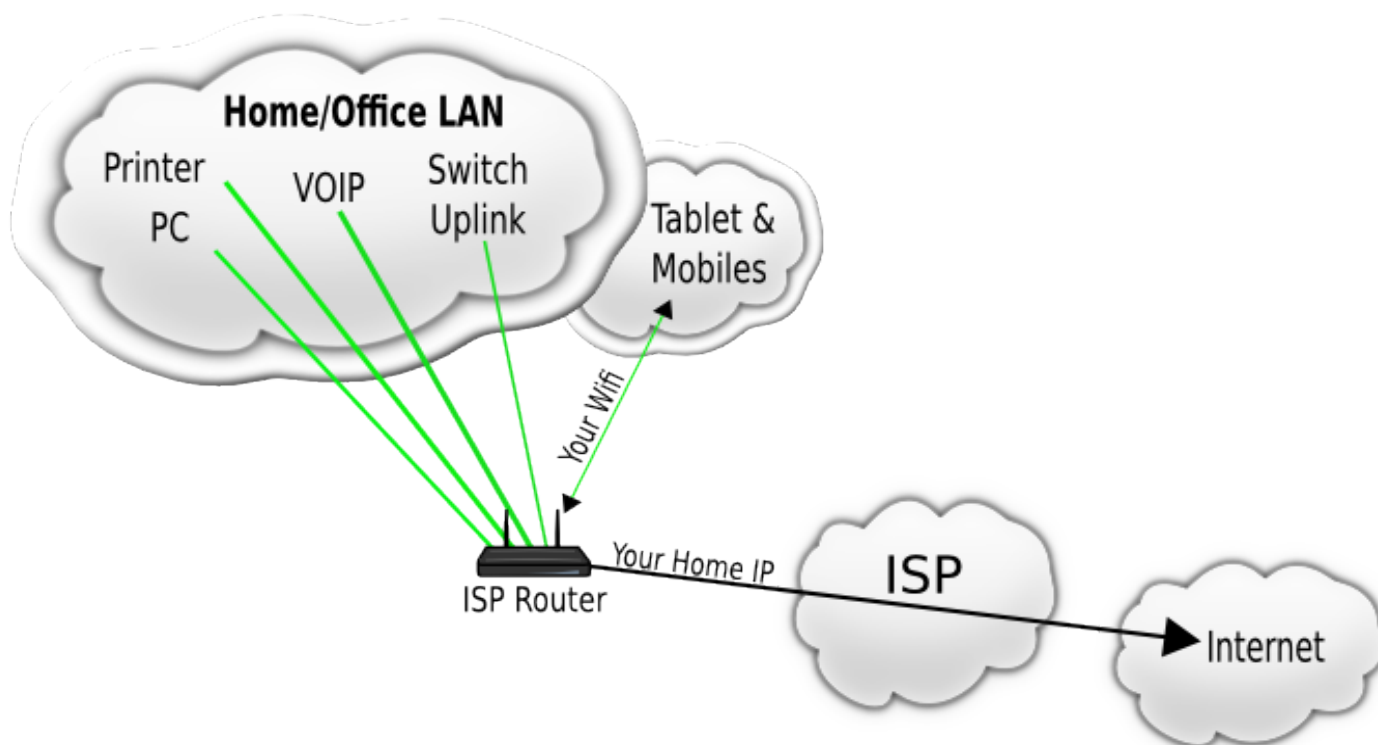 Home/Office LAN
Printer
PC
VOIP
Switch
Uplink
Tablet &
Mobiles
Your Wifi
ISP Router
Your Home IP
ISP
Internet